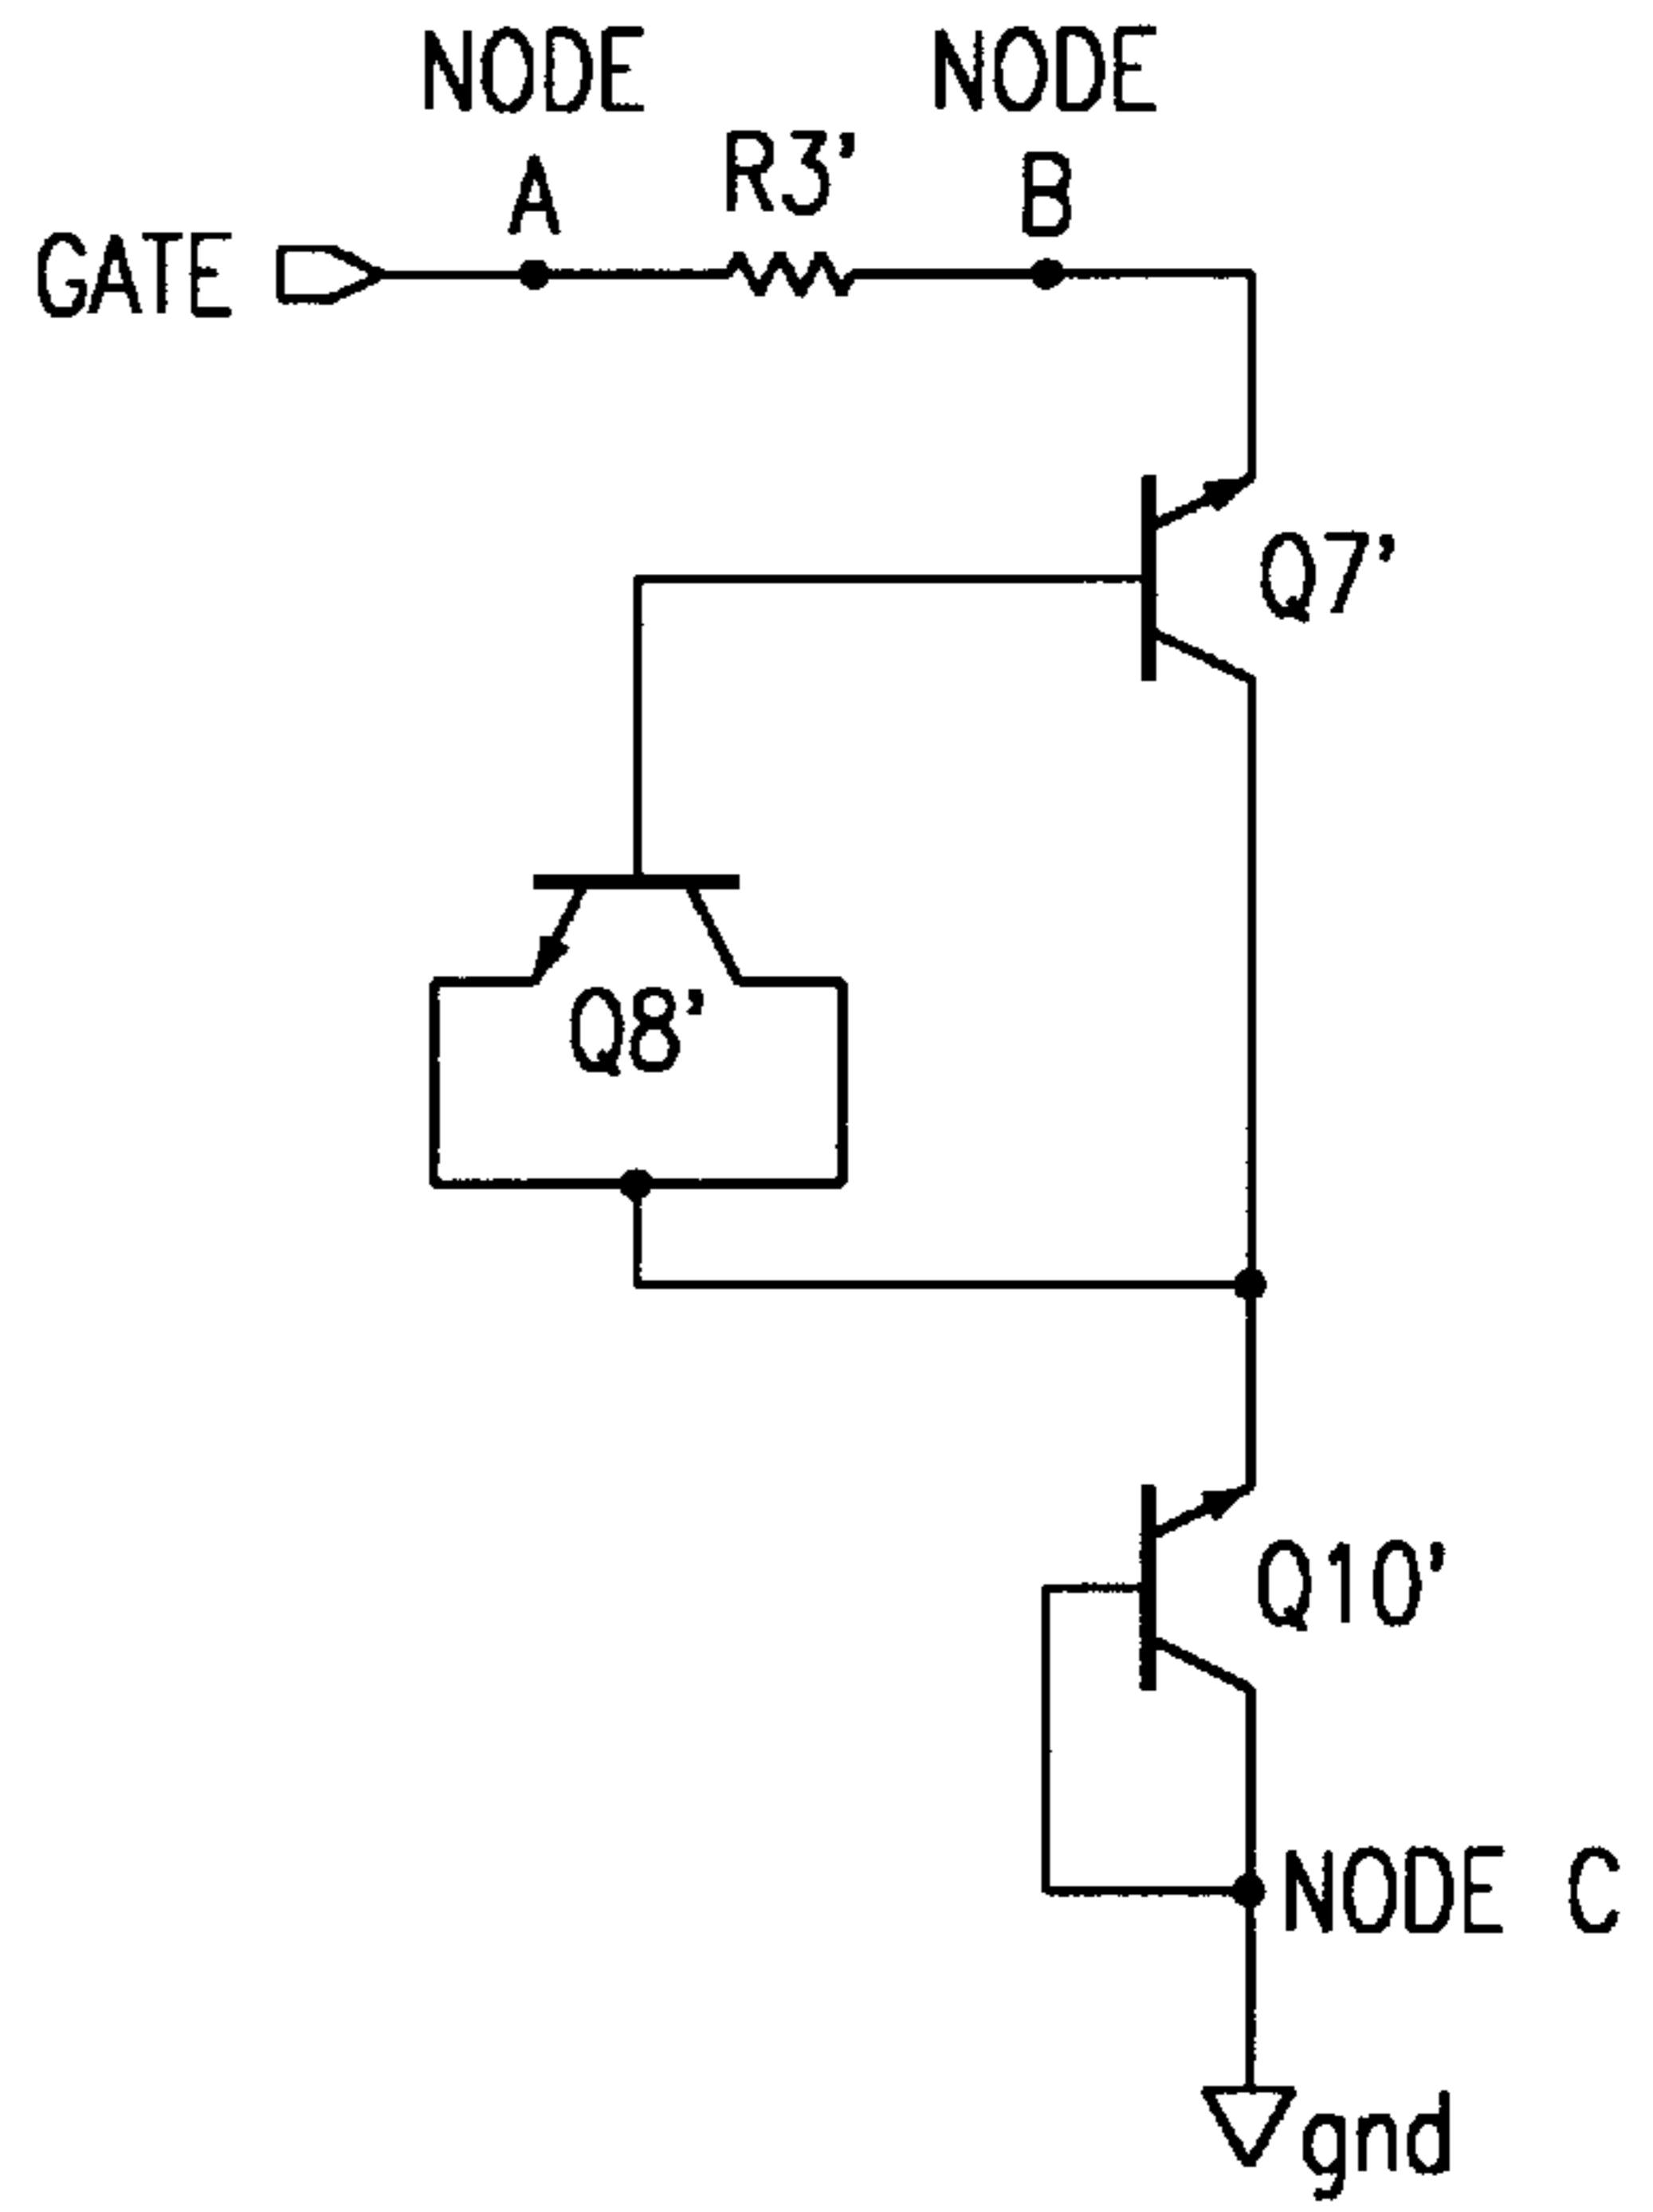 NODE
A
R3'
NODE
B
GATE
Q7'
Q8'
Q10'
NODE C
gnd